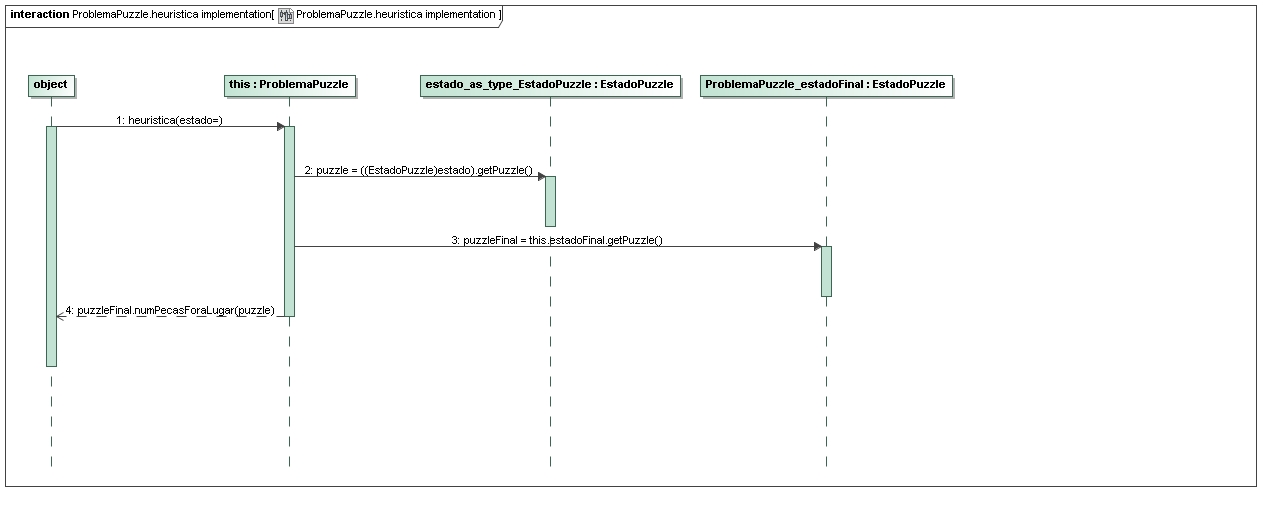 interaction ProblemaPuzzle.heuristica implementation[ ProblemaPuzzle.heuristica implementation ]
object
this : ProblemaPuzzle
estado_as_type_EstadoPuzzle : EstadoPuzzle
ProblemaPuzzle_estadoFinal : EstadoPuzzle
1: heuristica(estado=)
2: puzzle = ((EstadoPuzzle)estado).getPuzzle()
3: puzzleFinal = this.estadoFinal.getPuzzle()
4: puzzleFinal.numPecasForaLugar(puzzle)